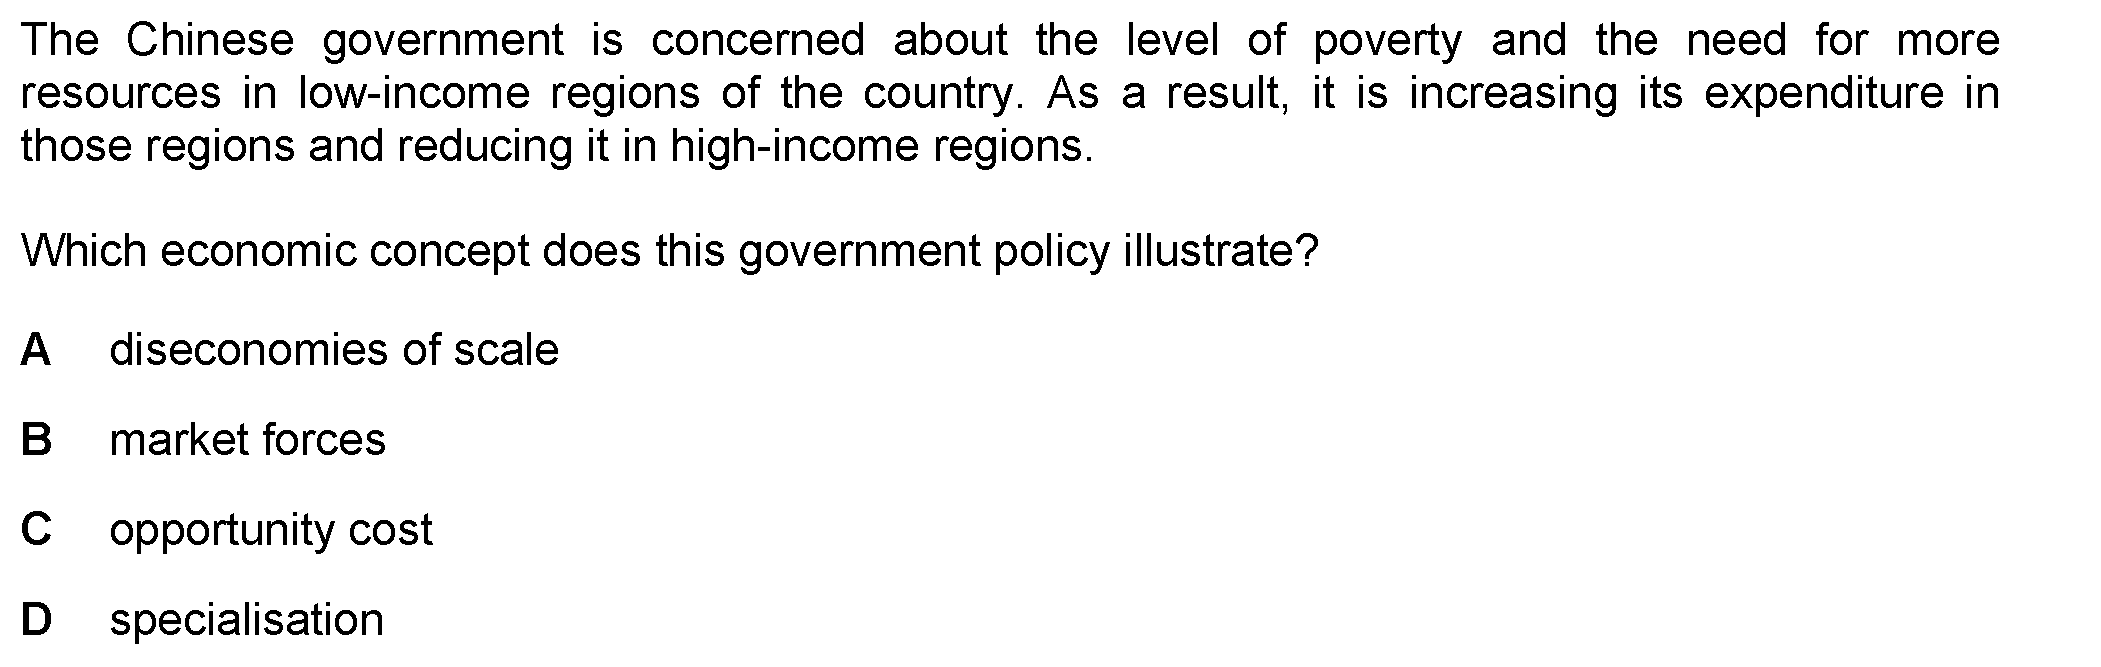 The Chinese government is concerned about the level of poverty and the need for more
resources in low-income regions of the country. As a result, it is increasing its expenditure in
those regions and reducing it in high-income regions.
Which economic concept does this government policy illustrate?
A diseconomies of scale
B market forces
C opportunity cost
D specialisation